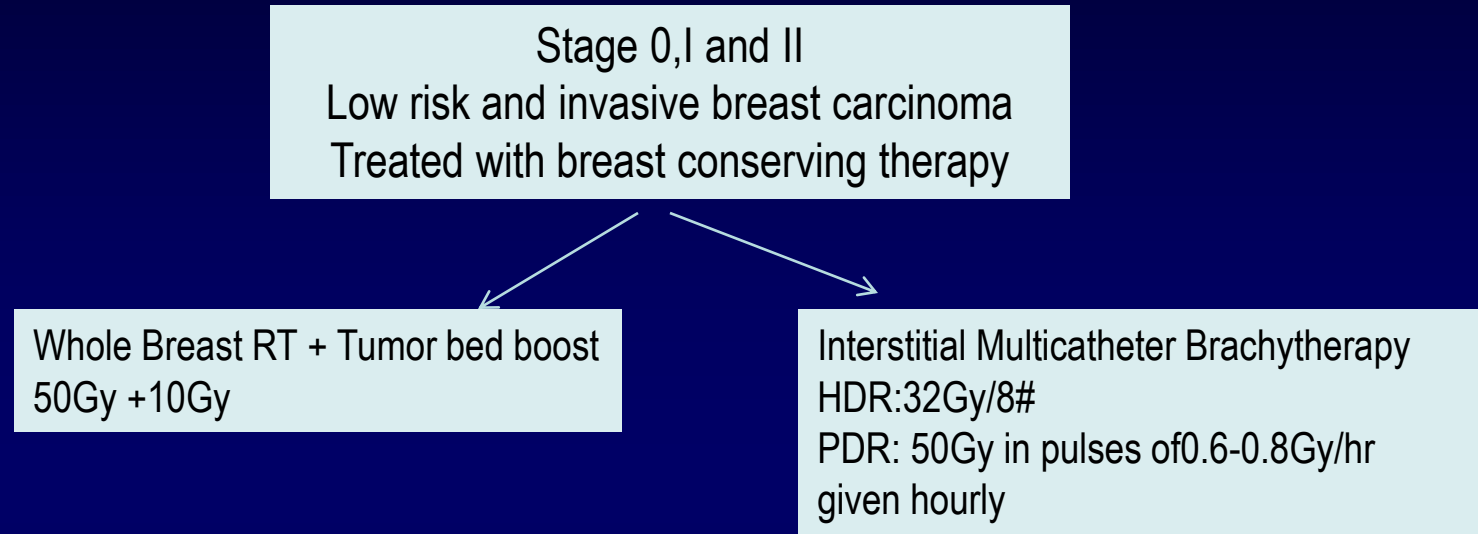 Stage 0,I and II
Low risk and invasive breast carcinoma
Treated with breast conserving therapy
Whole Breast RT + Tumor bed boost
50Gy +10Gy
Interstitial Multicatheter Brachytherapy
HDR:32Gy/8#
PDR: 50Gy in pulses of0.6-0.8Gy/hr
given hourly